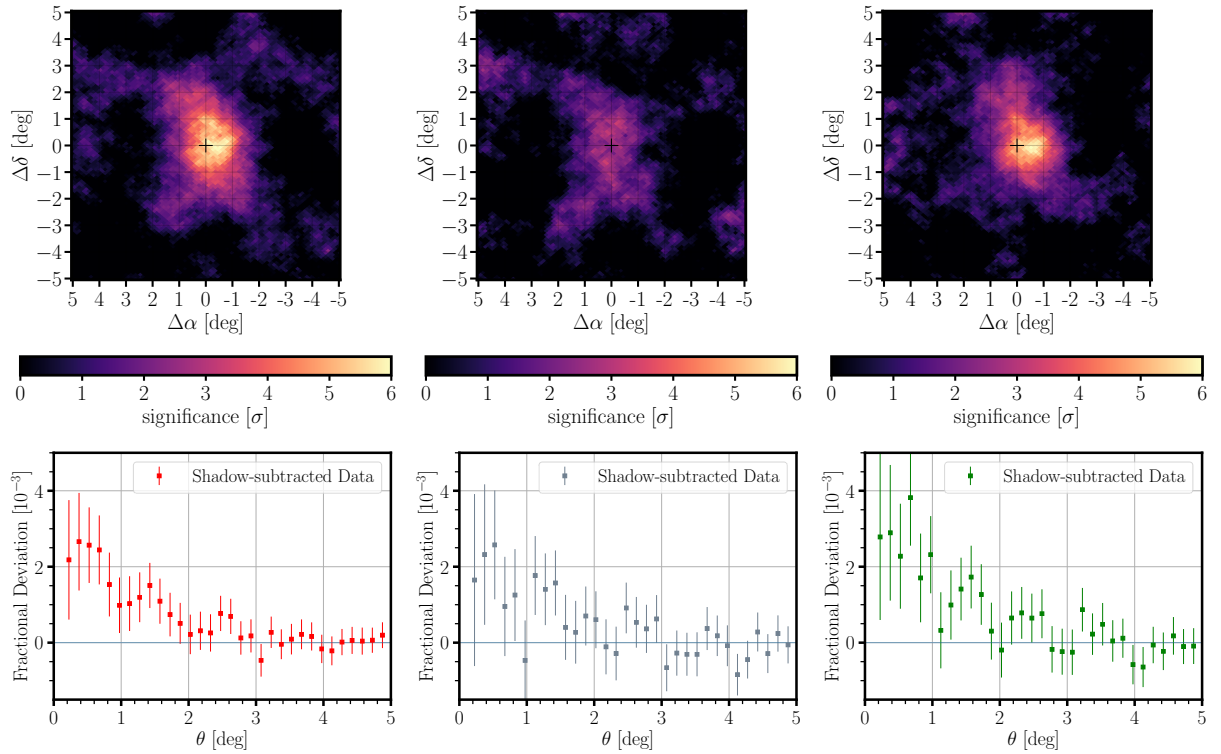 5 4 3 2 1 0 −1 −2 −3 −4 −5
Δδ [deg]
5 4 3 2 1 0 -1 -2 -3 -4 -5
Δα [deg]
5 4 3 2 1 0 −1 −2 −3 −4 −5
Δδ [deg]
5 4 3 2 1 0 -1 -2 -3 -4 -5
Δα [deg]
5 4 3 2 1 0 −1 −2 −3 −4 −5
Δδ [deg]
5 4 3 2 1 0 -1 -2 -3 -4 -5
Δα [deg]
0 1 2 3 4 5 6
significance [σ]
0 1 2 3 4 5 6
significance [σ]
0 1 2 3 4 5 6
significance [σ]
Shadow-subtracted Data
4 2 0
Fractional Deviation [10⁻³]
0 1 2 3 4 5
θ [deg]
Shadow-subtracted Data
4 2 0
Fractional Deviation [10⁻³]
0 1 2 3 4 5
θ [deg]
Shadow-subtracted Data
4 2 0
Fractional Deviation [10⁻³]
0 1 2 3 4 5
θ [deg]